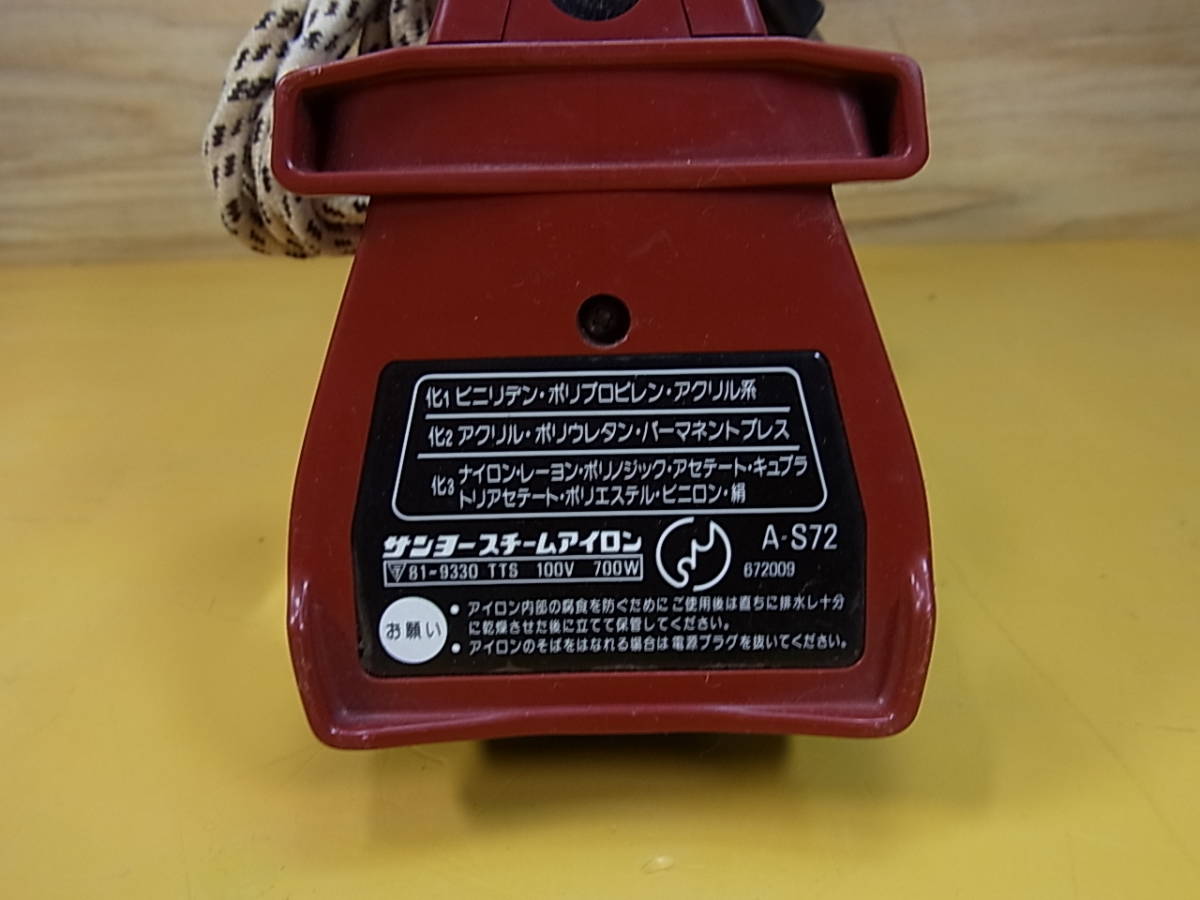 化1 ビニリデン・ポリプロピレン・アクリル系
化2 アクリル・ポリウレタン・パーマネントプレス
化3 ナイロン・レーヨン・ポリノジック・アセテート・キュプラ
トリアセテート・ポリエステル・ビニロン・絹
サンヨースチームアイロン
A-S72
▽〒 81-9330 TTS 100V 700W
672009
お願い
・アイロン内部の腐食を防ぐためにご使用後は直ちに排水し十分
に乾燥させた後に立てて保管してください。
・アイロンのそばをはなれる場合は電源プラグを抜いてください。